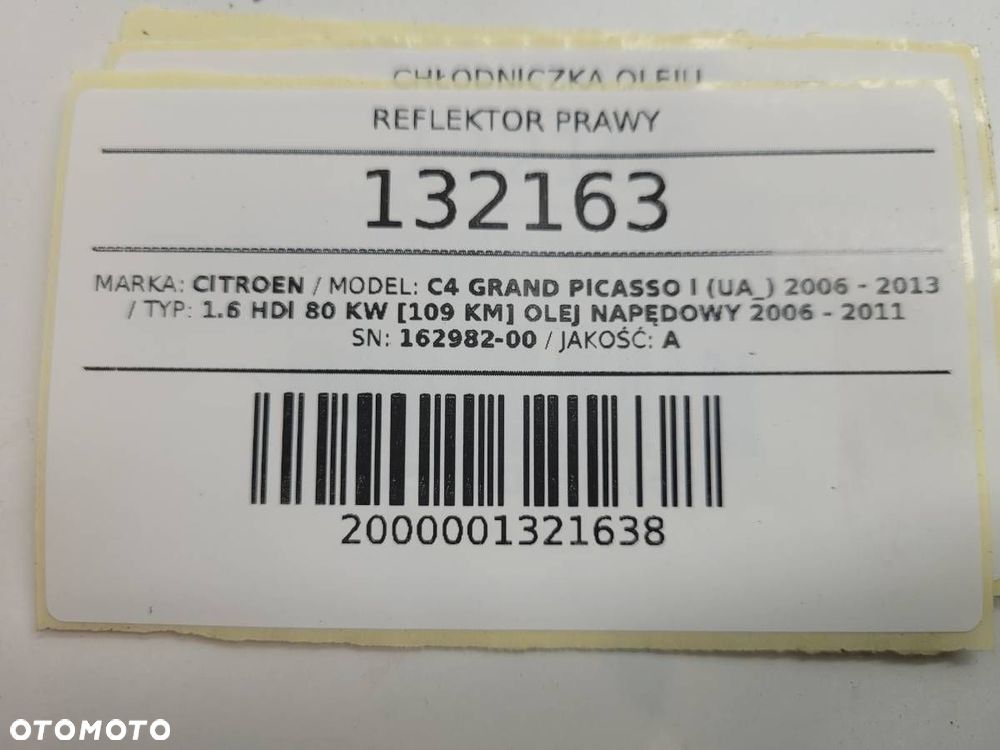 CHŁODNICZKA OLEJU
REFLEKTOR PRAWY
132163
MARKA: CITROEN / MODEL: C4 GRAND PICASSO I (UA_) 2006 - 2013
/ TYP: 1.6 HDI 80 KW [109 KM] OLEJ NAPĘDOWY 2006 - 2011
SN: 162982-00 / JAKOŚĆ: A
2000001321638
OTOMOTO